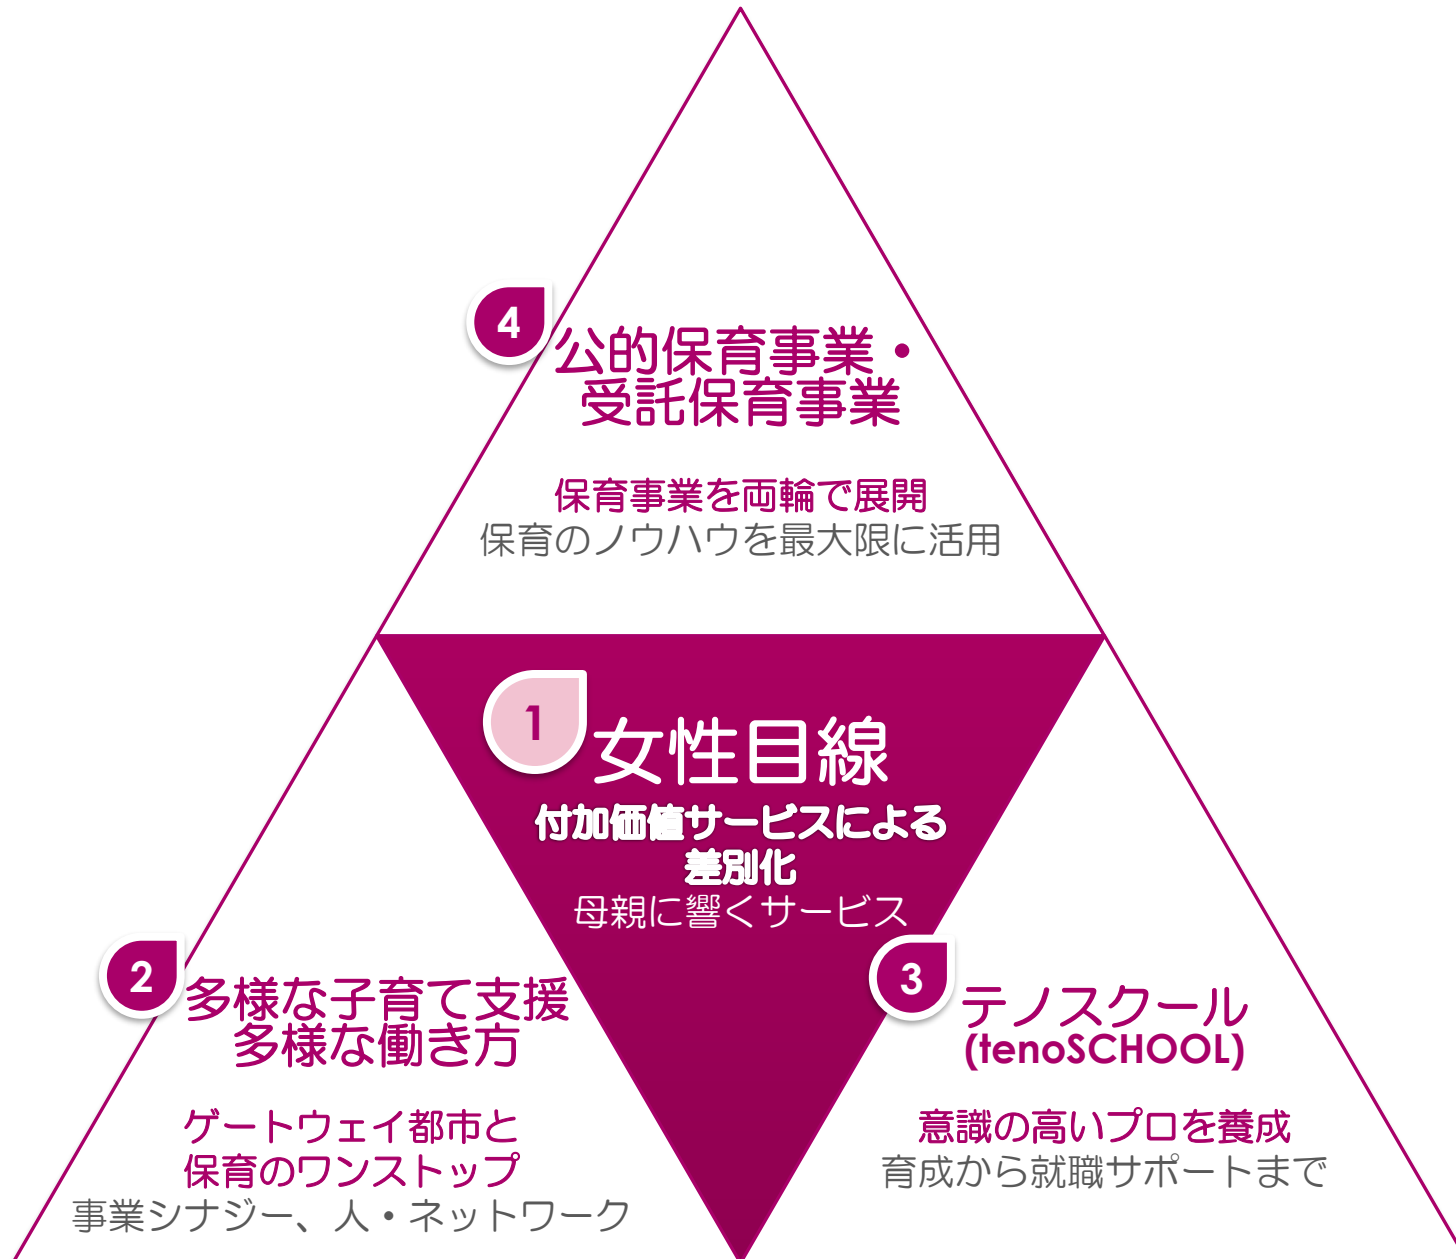 4
公的保育事業・
受託保育事業
保育事業を両輪で展開
保育のノウハウを最大限に活用
1
女性目線
付加価値サービスによる
差別化
母親に響くサービス
2
多様な子育て支援
多様な働き方
ゲートウェイ都市と
保育のワンストップ
事業シナジー、人・ネットワーク
3
テノスクール
(tenoSCHOOL)
意識の高いプロを養成
育成から就職サポートまで